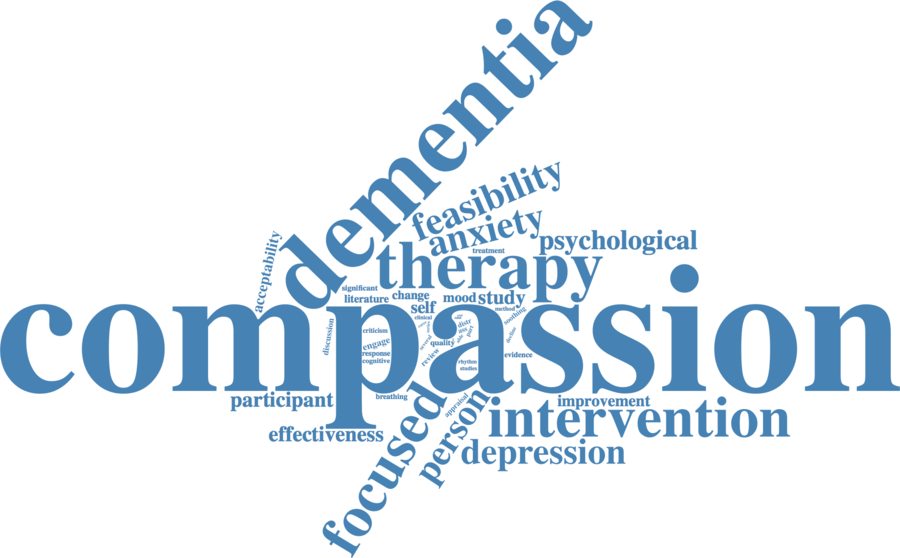 dementia
feasibility
anxiety
acceptability
treatment
psychological
therapy
significant
literature
change
mood
study
self
method
soothing
clinical
compassion
discussion
criticism
distr
part
engage
several
quality
decline
response
cognitive
review
evidence
rhythm
studies
participant
breathing
focused
appraisal
person
improvement
intervention
effectiveness
depression